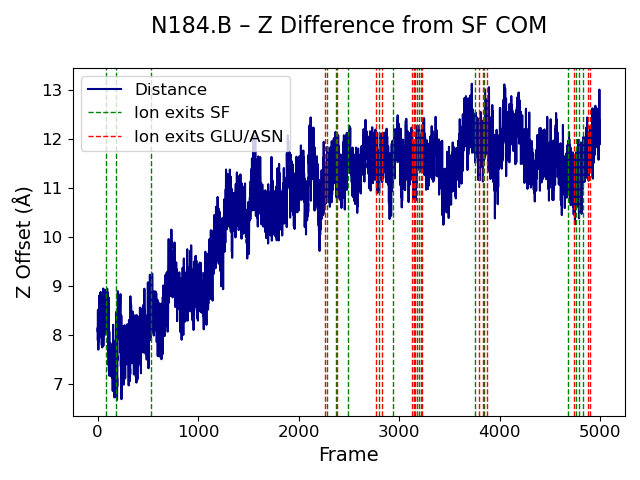 N184.B – Z Difference from SF COM
Distance
Ion exits SF
Ion exits GLU/ASN
13
12
11
10
9
8
7
Z Offset (Å)
0 1000 2000 3000 4000 5000
Frame